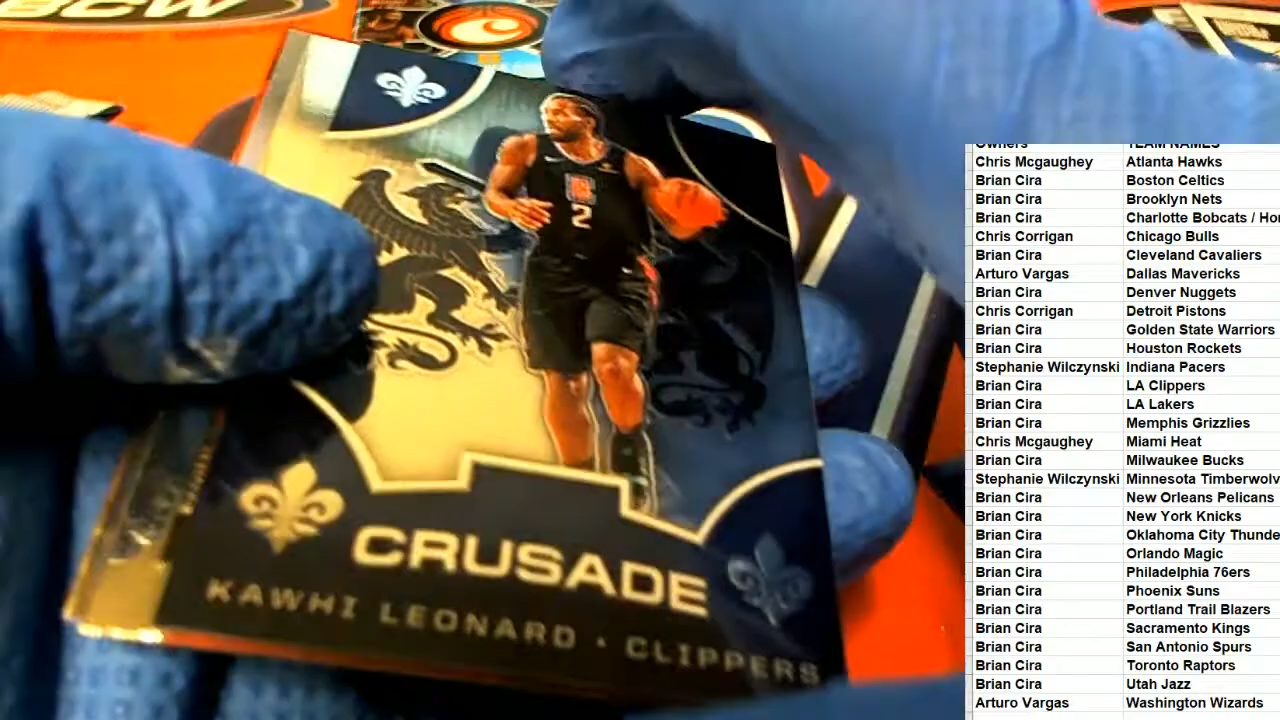 BCW
2
CRUSADE
KAWHI LEONARD · CLIPPERS
Owners TEAM NAMES
Chris Mcgaughey Atlanta Hawks
Brian Cira Boston Celtics
Brian Cira Brooklyn Nets
Brian Cira Charlotte Bobcats / Hor
Chris Corrigan Chicago Bulls
Brian Cira Cleveland Cavaliers
Arturo Vargas Dallas Mavericks
Brian Cira Denver Nuggets
Chris Corrigan Detroit Pistons
Brian Cira Golden State Warriors
Brian Cira Houston Rockets
Stephanie Wilczynski Indiana Pacers
Brian Cira LA Clippers
Brian Cira LA Lakers
Brian Cira Memphis Grizzlies
Chris Mcgaughey Miami Heat
Brian Cira Milwaukee Bucks
Stephanie Wilczynski Minnesota Timberwolv
Brian Cira New Orleans Pelicans
Brian Cira New York Knicks
Brian Cira Oklahoma City Thunde
Brian Cira Orlando Magic
Brian Cira Philadelphia 76ers
Brian Cira Phoenix Suns
Brian Cira Portland Trail Blazers
Brian Cira Sacramento Kings
Brian Cira San Antonio Spurs
Brian Cira Toronto Raptors
Brian Cira Utah Jazz
Arturo Vargas Washington Wizards